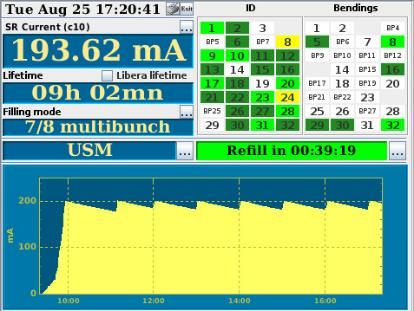 Tue Aug 25 17:20:41 Exit
SR Current (c10) ...
193.62 mA
Lifetime Libera lifetime
09h 02mn
Filling mode ...
7/8 multibunch
USM ...
ID
1 2 3
BP5 6 BP7 8
9 10 11 12
13 14 15 16
17 18 19 20
21 22 23 24
BP25 26 27 28
29 30 31 32
Bendings
1 2 BP4
BP5 6 7 8
BP9 BP10 BP11 BP12
14 BP15 16
BP17 BP18 BP19 20
BP21 BP22 23
25 26 BP27 28
29 30 31 32
Refill in 00:39:19 ...
mA
200
100
0
10:00 12:00 14:00 16:00